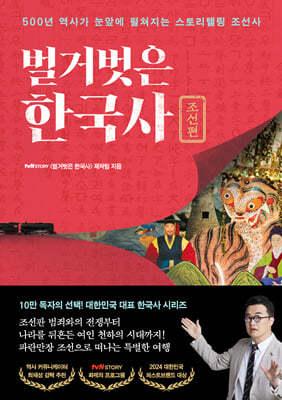 500년 역사가 눈앞에 펼쳐지는 스토리텔링 조선사
벌거벗은
한국사
조선편
tvN STORY 〈벌거벗은 한국사〉 제작팀 지음
10만 독자의 선택! 대한민국 대표 한국사 시리즈
조선판 범죄와의 전쟁부터
나라를 뒤흔든 여인 천하의 시대까지!
파란만장 조선으로 떠나는 특별한 여행
역사 커뮤니케이터
최태성 강력 추천
tvN STORY
화제의 프로그램
2024 대한민국
퍼스트브랜드 대상